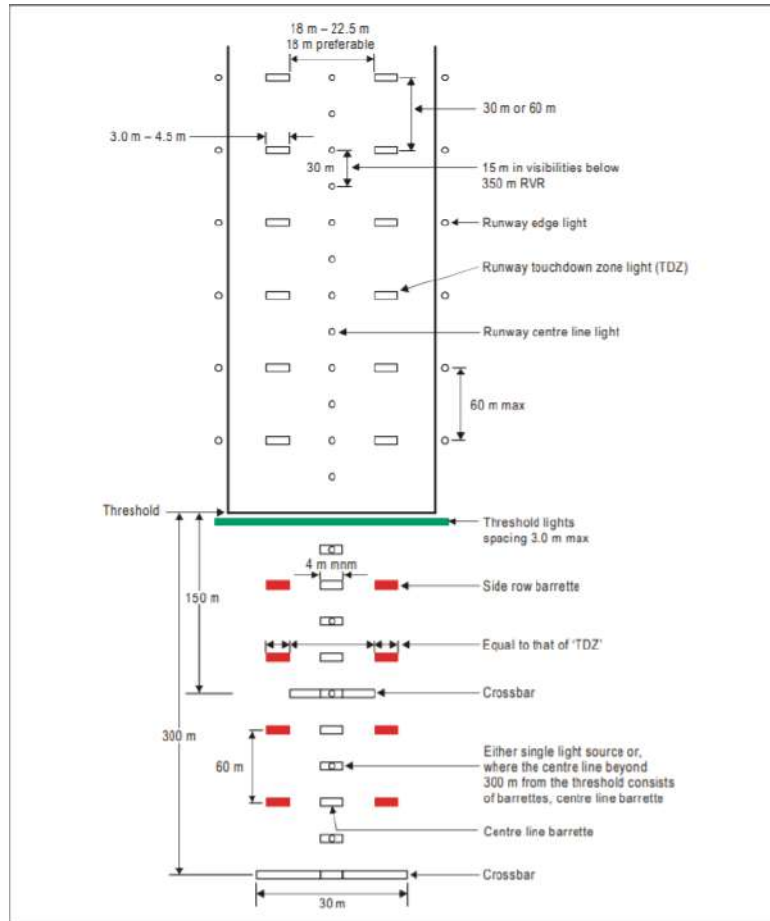 18 m – 22.5 m
18 m preferable
30 m or 60 m
3.0 m – 4.5 m
30 m
15 m in visibilities below
350 m RVR
Runway edge light
Runway touchdown zone light (TDZ)
Runway centre line light
60 m max
Threshold
Threshold lights
spacing 3.0 m max
4 m mnm
Side row barrette
150 m
Equal to that of ‘TDZ’
Crossbar
300 m
60 m
Either single light source or,
where the centre line beyond
300 m from the threshold consists
of barrettes, centre line barrette
Centre line barrette
Crossbar
30 m